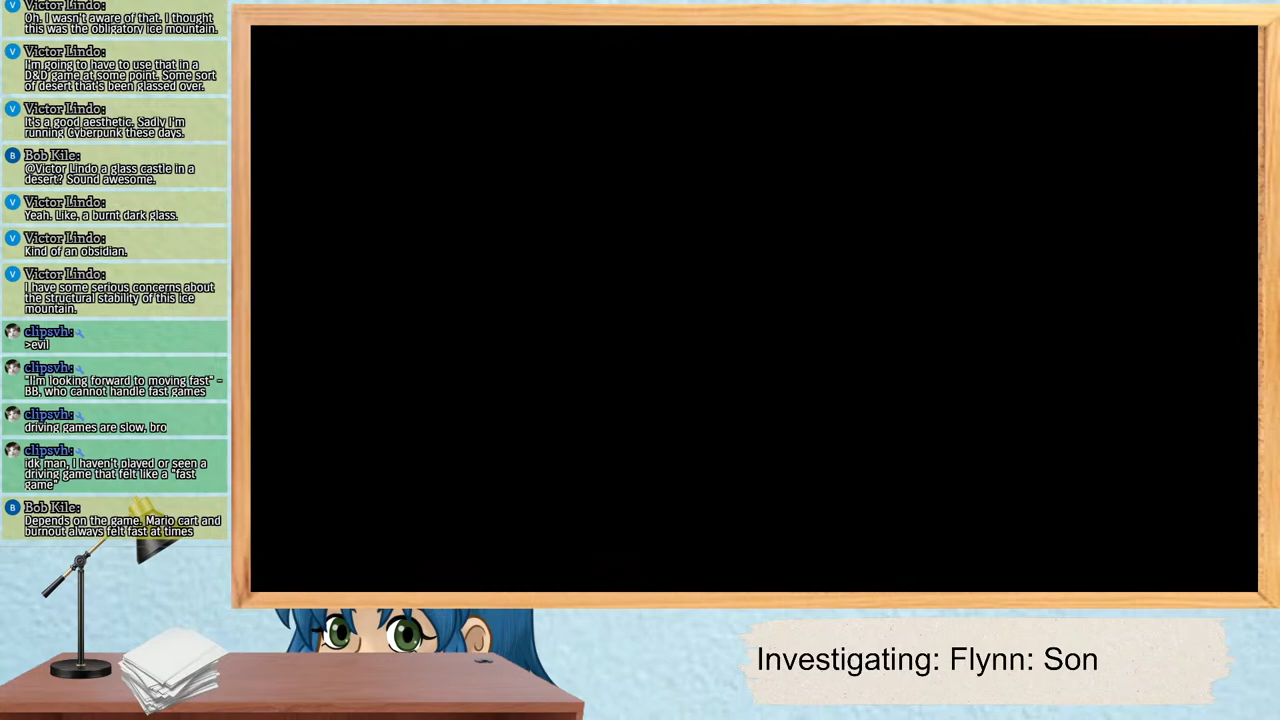 Victor Lindo:
Oh. I wasn't aware of that. I thought
this was the obligatory ice mountain.
Victor Lindo:
I'm going to have to use that in a
D&D game at some point. Some sort
of desert that's been glassed over.
Victor Lindo:
It's a good aesthetic. Sadly I'm
running Cyberpunk these days.
Bob Kile:
@Victor Lindo a glass castle in a
desert? Sound awesome.
Victor Lindo:
Yeah. Like, a burnt dark glass.
Victor Lindo:
Kind of an obsidian.
Victor Lindo:
I have some serious concerns about
the structural stability of this ice
mountain.
clipsvh:
>evil
clipsvh:
"I'm looking forward to moving fast" -
BB, who cannot handle fast games
clipsvh:
driving games are slow, bro
clipsvh:
idk man, I haven't played or seen a
driving game that felt like a "fast
game"
Bob Kile:
Depends on the game. Mario cart and
burnout always felt fast at times
Investigating: Flynn: Son